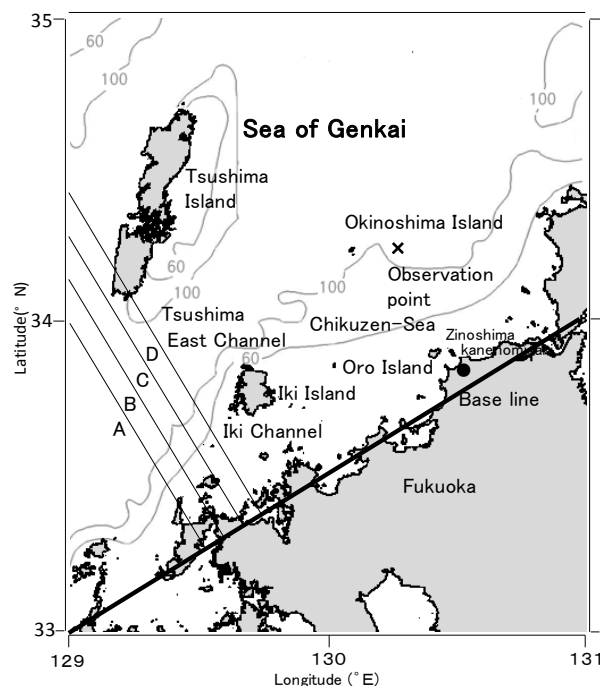 35
60
100
100
Sea of Genkai
Tsushima
Island
Okinoshima Island
60
100
Observation
point
Tsushima
East Channel
Chikuzen-Sea
34
Latitude(° N)
Zinoshima
60
D
C
B
A
Oro Island
Iki Island
Base line
Iki Channel
Fukuoka
33
129
130
131
Longitude (°E)